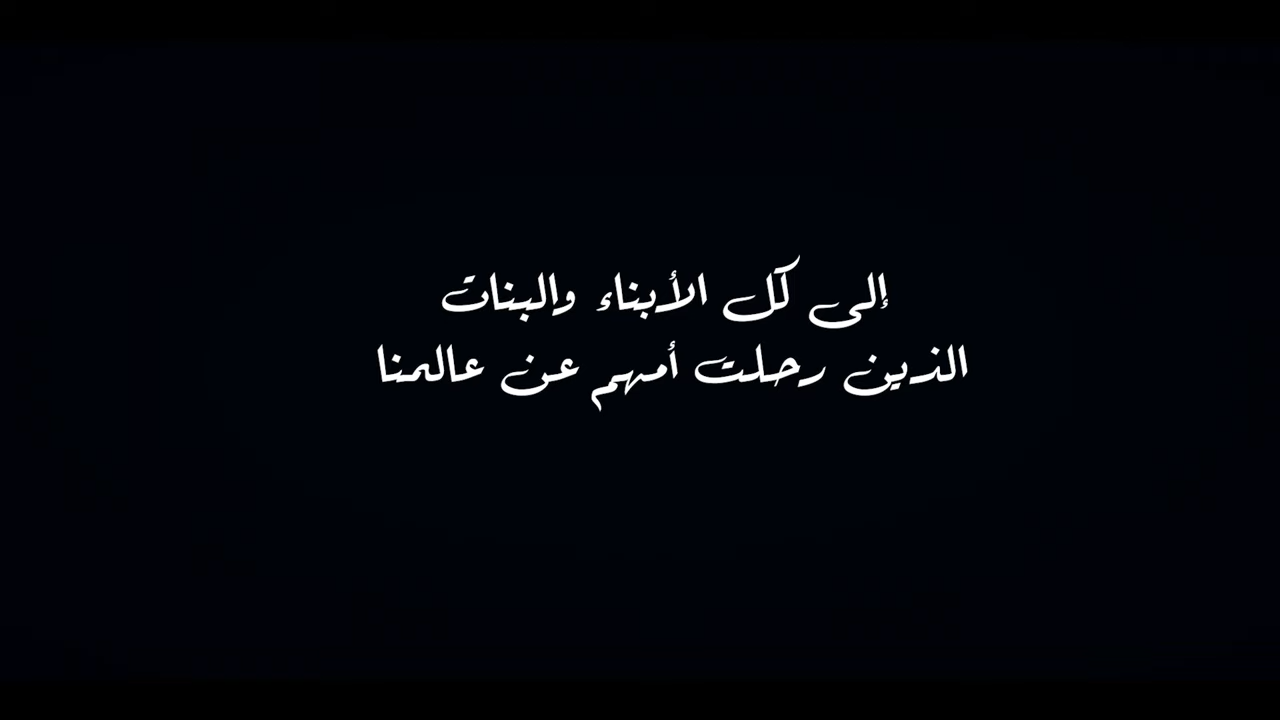 إلى كل الأبناء والبنات
الذين رحلت أمهم عن عالمنا